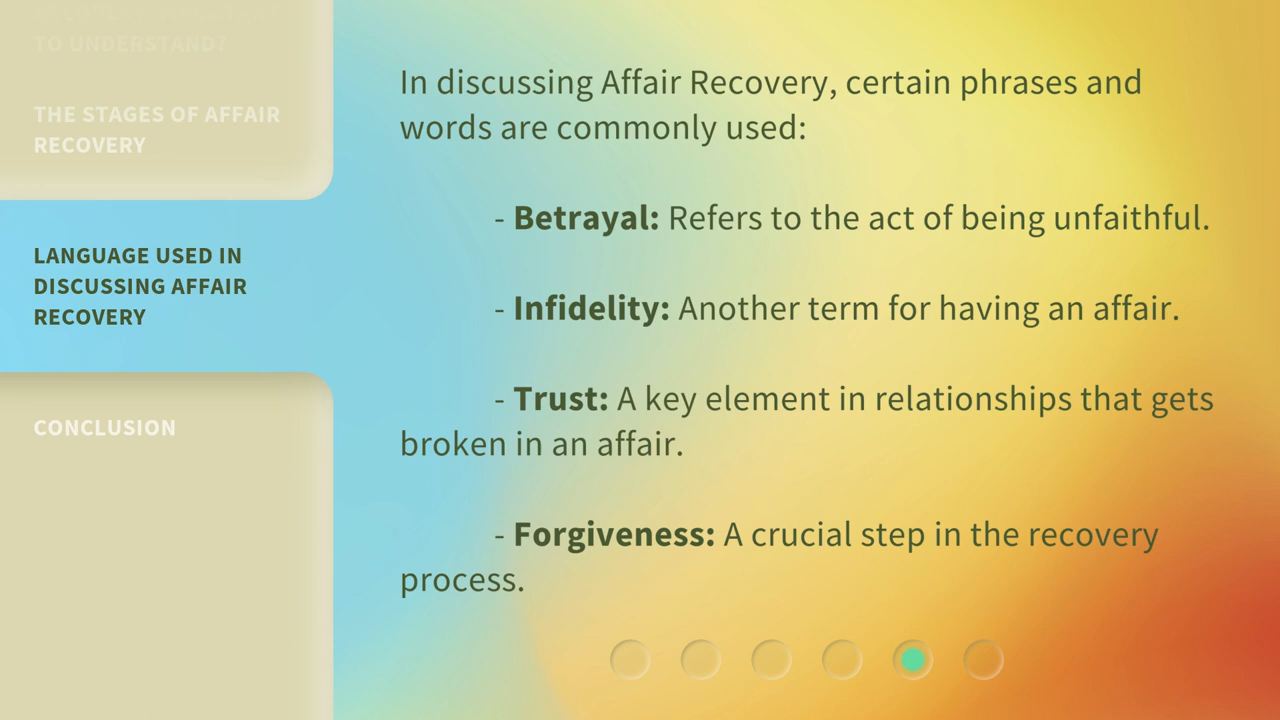 TO UNDERSTAND?
THE STAGES OF AFFAIR
RECOVERY
LANGUAGE USED IN
DISCUSSING AFFAIR
RECOVERY
CONCLUSION
In discussing Affair Recovery, certain phrases and
words are commonly used:
- Betrayal: Refers to the act of being unfaithful.
- Infidelity: Another term for having an affair.
- Trust: A key element in relationships that gets
broken in an affair.
- Forgiveness: A crucial step in the recovery
process.